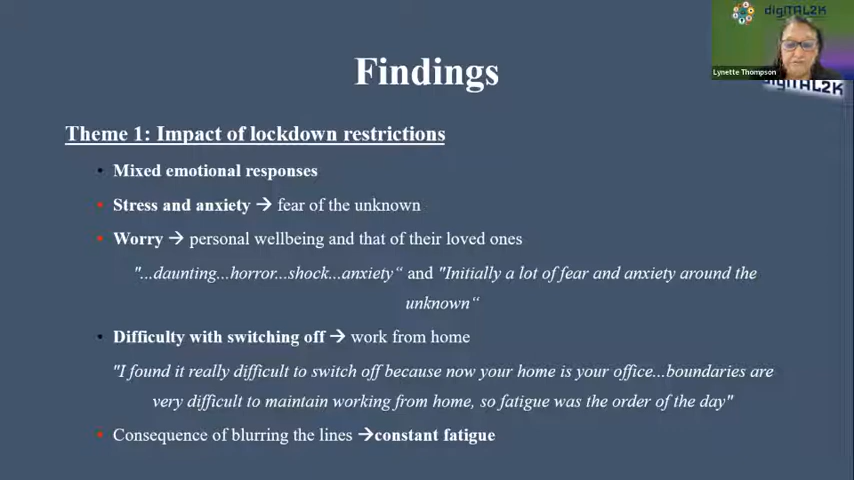 digITAL2K
Lynette Thompson
digITAL2K
Findings
Theme 1: Impact of lockdown restrictions
• Mixed emotional responses
• Stress and anxiety → fear of the unknown
• Worry → personal wellbeing and that of their loved ones
"...daunting...horror...shock...anxiety“ and "Initially a lot of fear and anxiety around the
unknown“
• Difficulty with switching off → work from home
"I found it really difficult to switch off because now your home is your office...boundaries are
very difficult to maintain working from home, so fatigue was the order of the day"
• Consequence of blurring the lines →constant fatigue